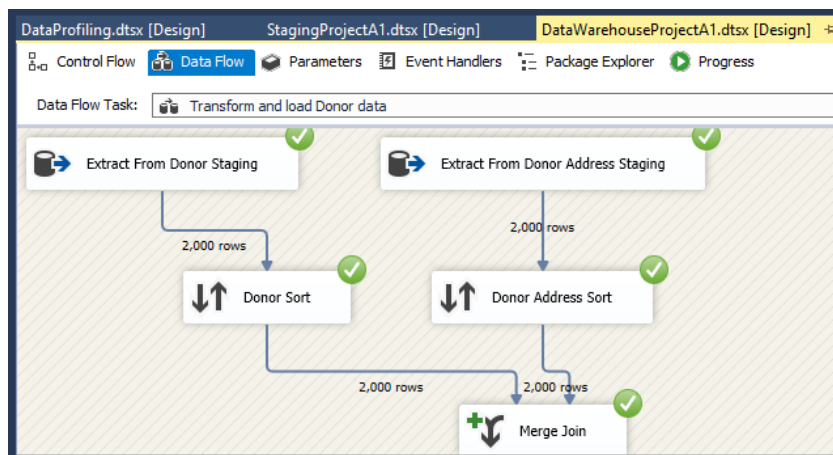 DataProfiling.dtsx [Design] StagingProjectA1.dtsx [Design] DataWarehouseProjectA1.dtsx [Design]
Control Flow Data Flow Parameters Event Handlers Package Explorer Progress
Data Flow Task: Transform and load Donor data
Extract From Donor Staging Extract From Donor Address Staging
2,000 rows 2,000 rows
Donor Sort Donor Address Sort
2,000 rows 2,000 rows
Merge Join